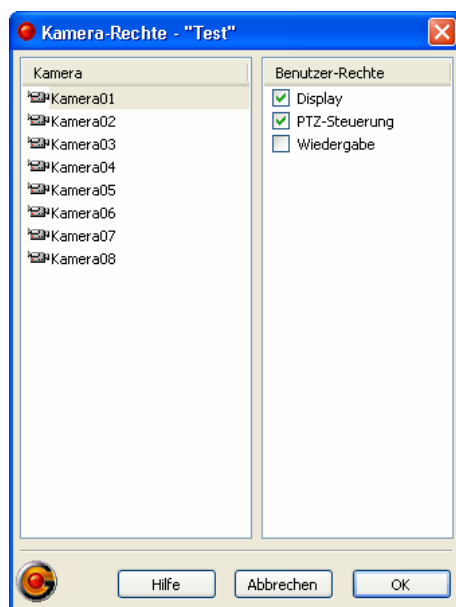 Kamera-Rechte - "Test"
Kamera
Kamera01
Kamera02
Kamera03
Kamera04
Kamera05
Kamera06
Kamera07
Kamera08
Benutzer-Rechte
Display
PTZ-Steuerung
Wiedergabe
Hilfe
Abbrechen
OK